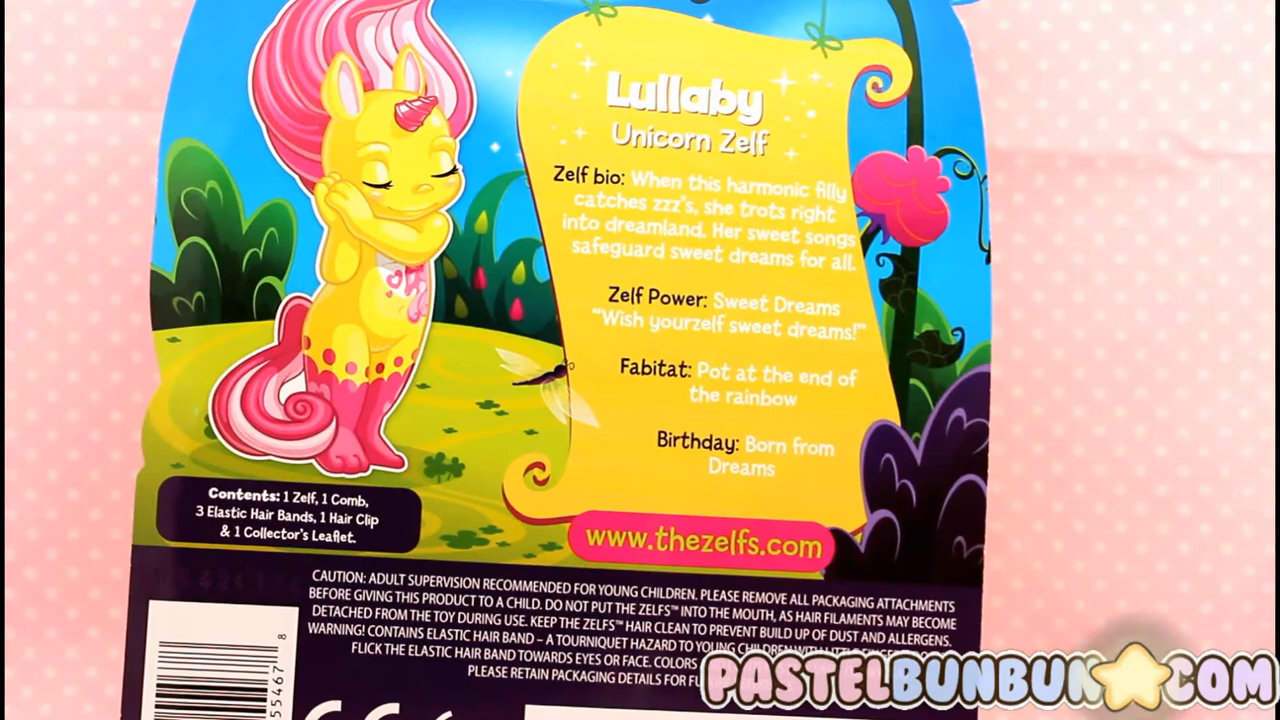 Lullaby
Unicorn Zelf
Zelf bio: When this harmonic filly
catches zzz's, she trots right
into dreamland. Her sweet songs
safeguard sweet dreams for all.
Zelf Power: Sweet Dreams
"Wish yourzelf sweet dreams!"
Fabitat: Pot at the end of
the rainbow
Birthday: Born from
Dreams
www.thezelfs.com
Contents: 1 Zelf, 1 Comb,
3 Elastic Hair Bands, 1 Hair Clip
& 1 Collector's Leaflet.
CAUTION: ADULT SUPERVISION RECOMMENDED FOR YOUNG CHILDREN. PLEASE REMOVE ALL PACKAGING ATTACHMENTS
BEFORE GIVING THIS PRODUCT TO A CHILD. DO NOT PUT THE ZELFS™ INTO THE MOUTH, AS HAIR FILAMENTS MAY BECOME
DETACHED FROM THE TOY DURING USE. KEEP THE ZELFS™ HAIR CLEAN TO PREVENT BUILD UP OF DUST AND ALLERGENS.
WARNING! CONTAINS ELASTIC HAIR BAND – A TOURNIQUET HAZARD TO YOUNG CHILDREN WITH LITTLE
FLICK THE ELASTIC HAIR BAND TOWARDS EYES OR FACE. COLORS
PLEASE RETAIN PACKAGING DETAILS FOR
55467
8
PASTELBUNBUN COM